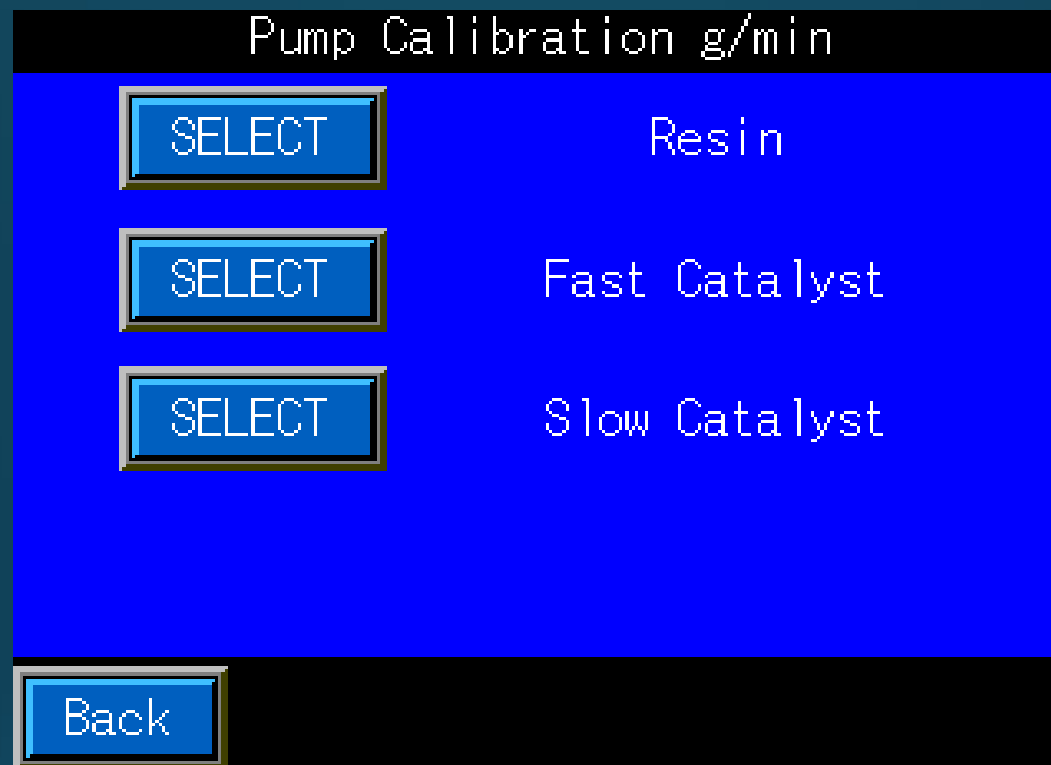 Pump Calibration g/min
SELECT Resin
SELECT Fast Catalyst
SELECT Slow Catalyst
Back